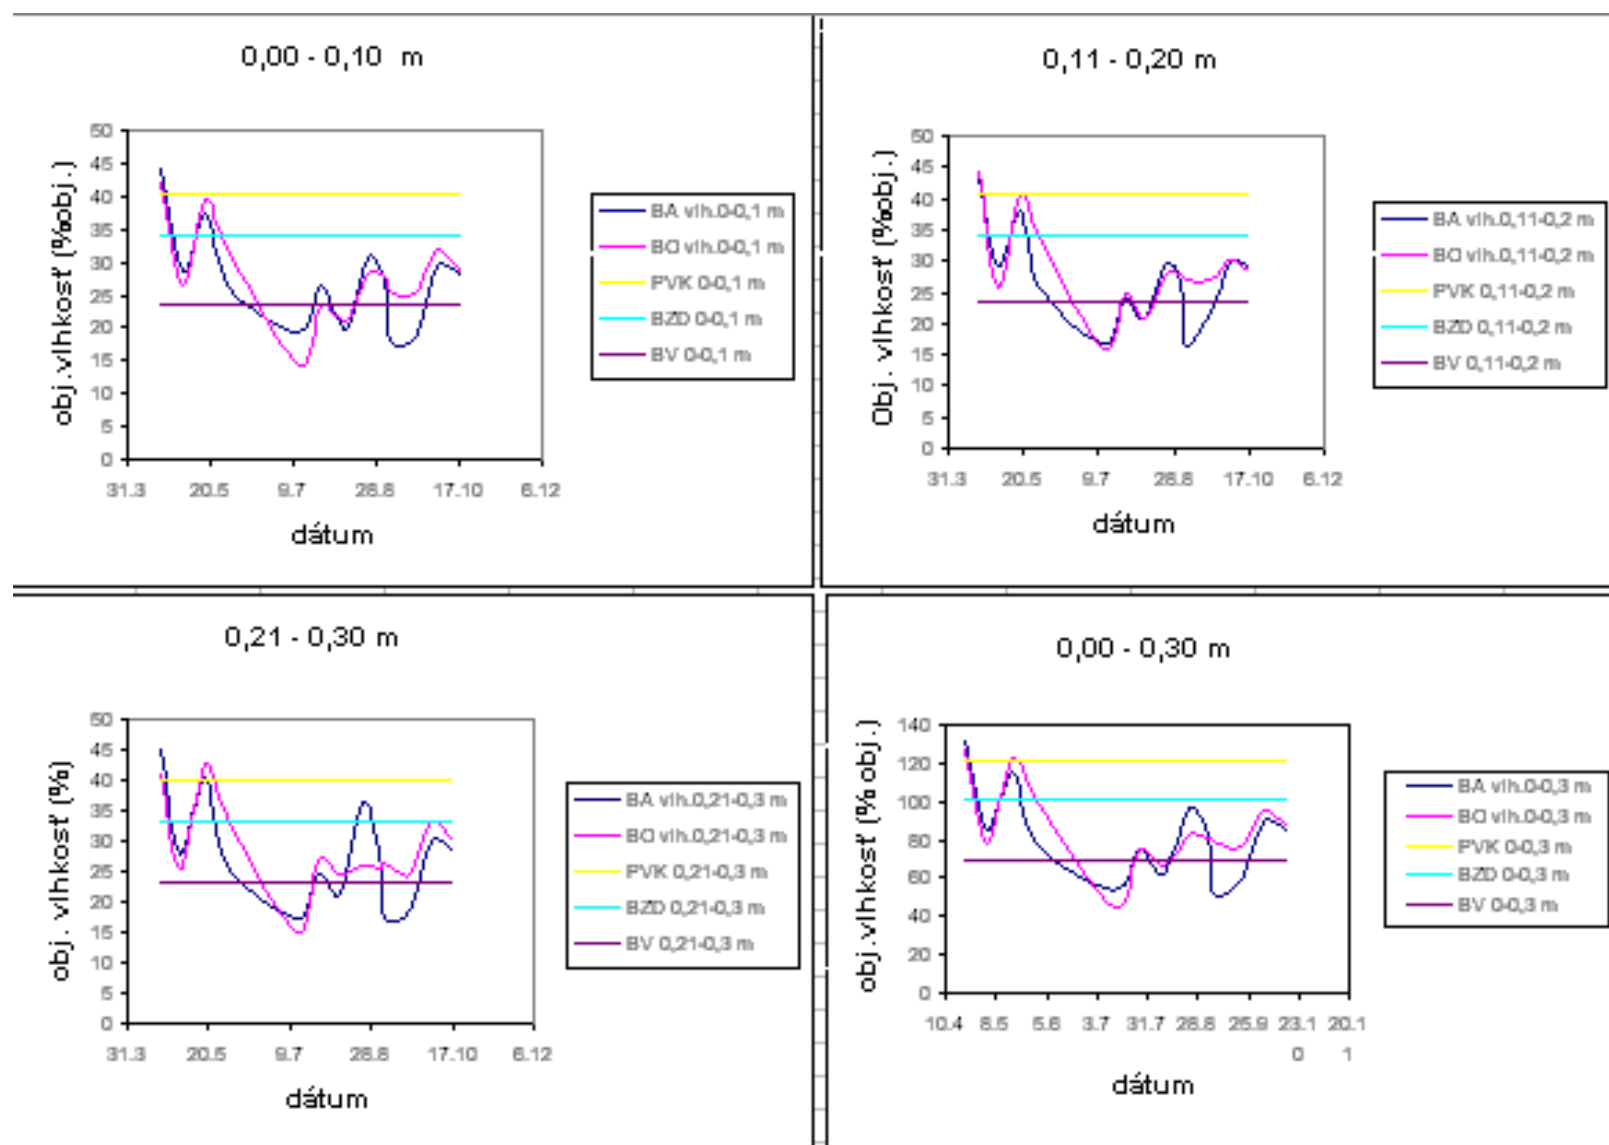 0,00 - 0,10 m
50
45
40
35
30
25
20
15
10
5
0
obj.vlhkosť (%obj.)
31.3 20.5 9.7 28.8 17.10 6.12
dátum
BA vlh.0-0,1 m
BO vlh.0-0,1 m
PVK 0-0,1 m
BZD 0-0,1 m
BV 0-0,1 m
0,11 - 0,20 m
50
45
40
35
30
25
20
15
10
5
0
Obj. vlhkosť (%obj.)
31.3 20.5 9.7 28.8 17.10 6.12
dátum
BA vlh.0,11-0,2 m
BO vlh.0,11-0,2 m
PVK 0,11-0,2 m
BZD 0,11-0,2 m
BV 0,11-0,2 m
0,21 - 0,30 m
50
45
40
35
30
25
20
15
10
5
0
obj. vlhkosť (%)
31.3 20.5 9.7 28.8 17.10 6.12
dátum
BA vlh.0,21-0,3 m
BO vlh.0,21-0,3 m
PVK 0,21-0,3 m
BZD 0,21-0,3 m
BV 0,21-0,3 m
0,00 - 0,30 m
140
120
100
80
60
40
20
0
obj.vlhkosť (% obj.)
10.4 8.5 5.6 3.7 31.7 28.8 25.9 23.1 20.1
0 1
dátum
BA vlh.0-0,3 m
BO vlh.0-0,3 m
PVK 0-0,3 m
BZD 0-0,3 m
BV 0-0,3 m